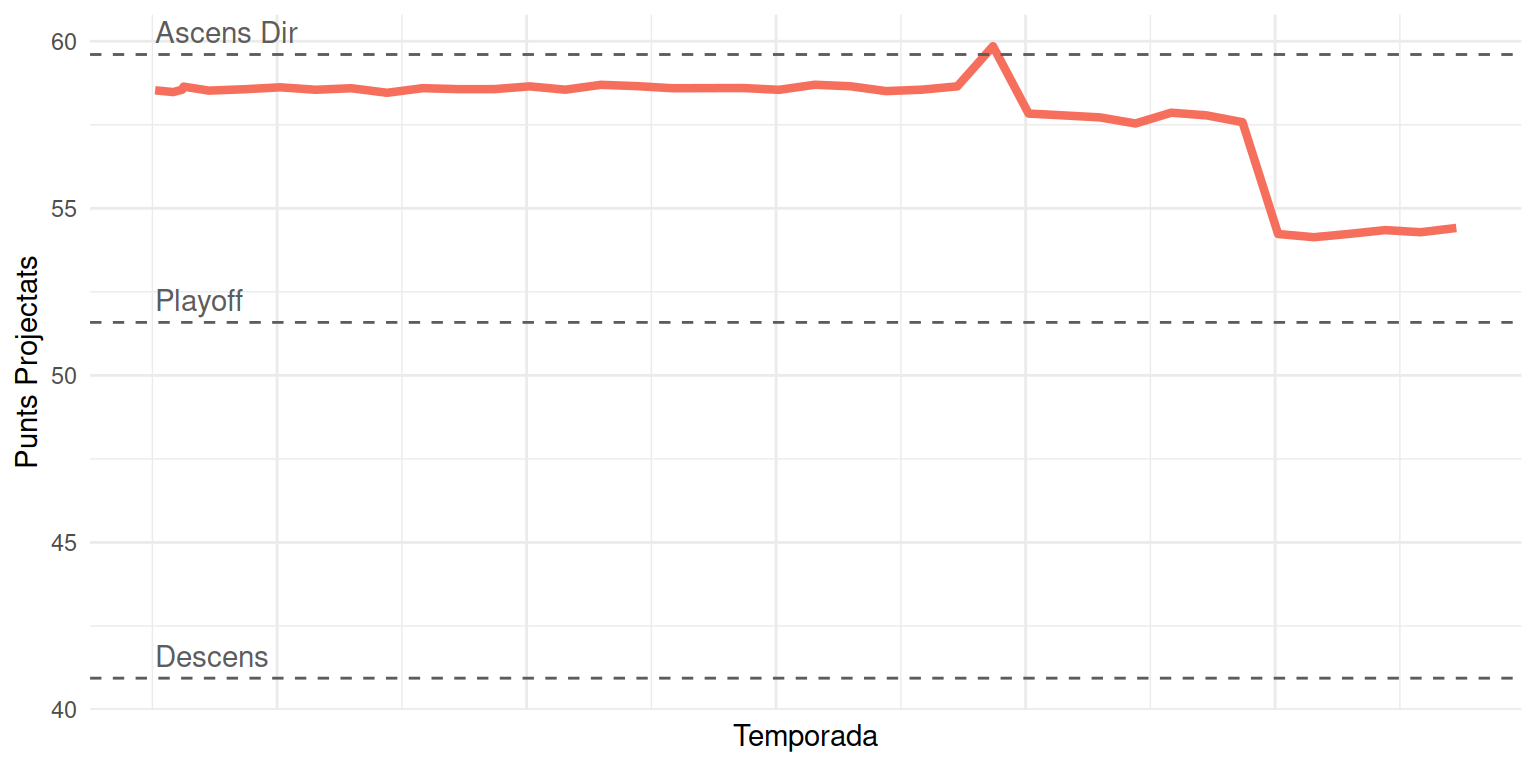 Ascens Dir
60
55
Playoff
50
45
Descens
40
Punts Projectats
Temporada